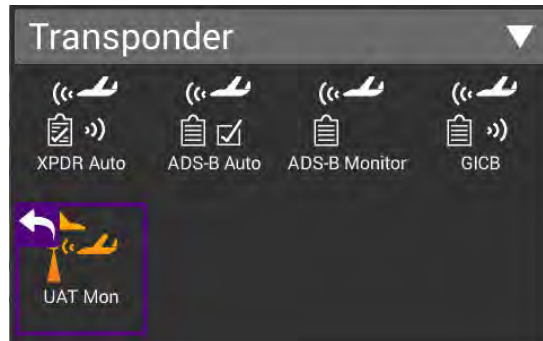 Transponder
XPDR Auto
ADS-B Auto
ADS-B Monitor
GICB
UAT Mon